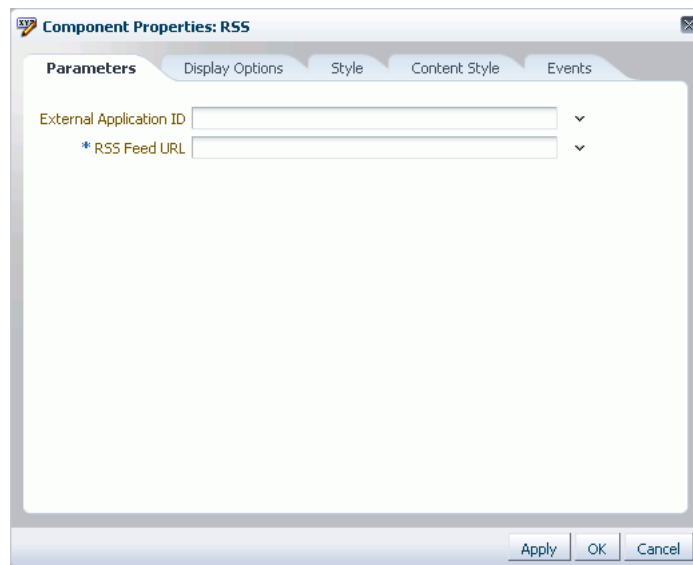 Component Properties: RSS
Parameters Display Options Style Content Style Events
External Application ID
* RSS Feed URL
Apply OK Cancel